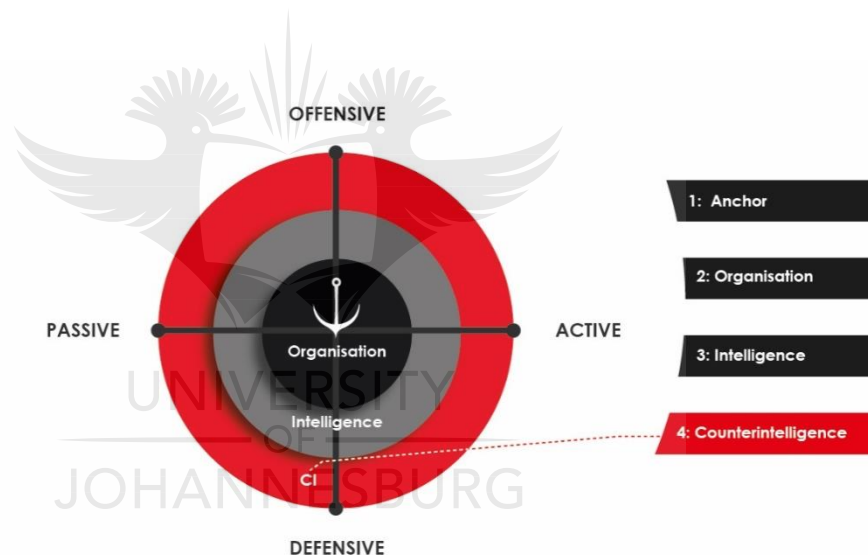 OFFENSIVE
1: Anchor
2: Organisation
PASSIVE
ACTIVE
Organisation
3: Intelligence
UNIVERSITY
Intelligence
OF
4: Counterintelligence
CI
JOHANNESBURG
DEFENSIVE